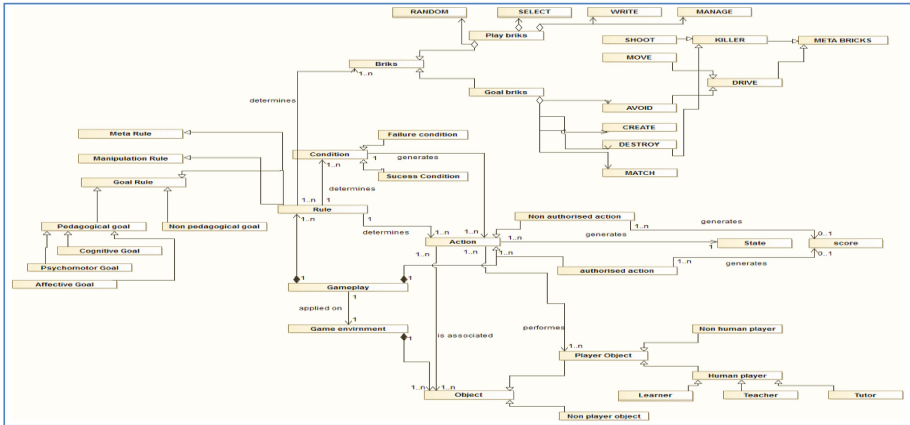 RANDOM
SELECT
WRITE
MANAGE
Play briks
SHOOT
KILLER
META BRICKS
MOVE
Briks
1..n
DRIVE
Goal briks
determines
AVOID
CREATE
DESTROY
MATCH
Meta Rule
Failure condition
Manipulation Rule
Condition
1
generates
1..n
Goal Rule
Sucess Condition
determines
1
1..n
Rule
1
Non authorised action
generates
Pedagogical goal
Non pedagogical goal
1..n
determines
1..n
1..n
1..n
generates
0..1
Action
1..n
1
State
score
Cognitive Goal
1..n
1..n
1..n
0..1
Psychomotor Goal
authorised action
1..n
generates
Affective Goal
1
Gameplay
1
1
applied on
1
Game envirnment
1
is associated
performes
1..n
Non human player
Player Object
Human player
1..n
1..n
Object
Learner
Teacher
Tutor
Non player object